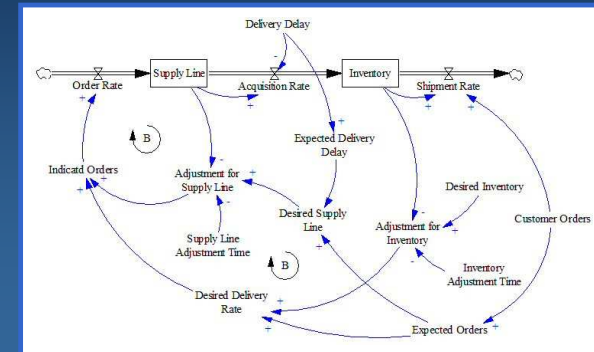 Delivery Delay
Supply Line
Inventory
Order Rate
Acquisition Rate
Shipment Rate
B
Expected Delivery
Delay
Indicatd Orders
Adjustment for
Supply Line
Desired Inventory
Desired Supply
Line
Customer Orders
Adjustment for
Inventory
Supply Line
Adjustment Time
B
Inventory
Adjustment Time
Desired Delivery
Rate
Expected Orders